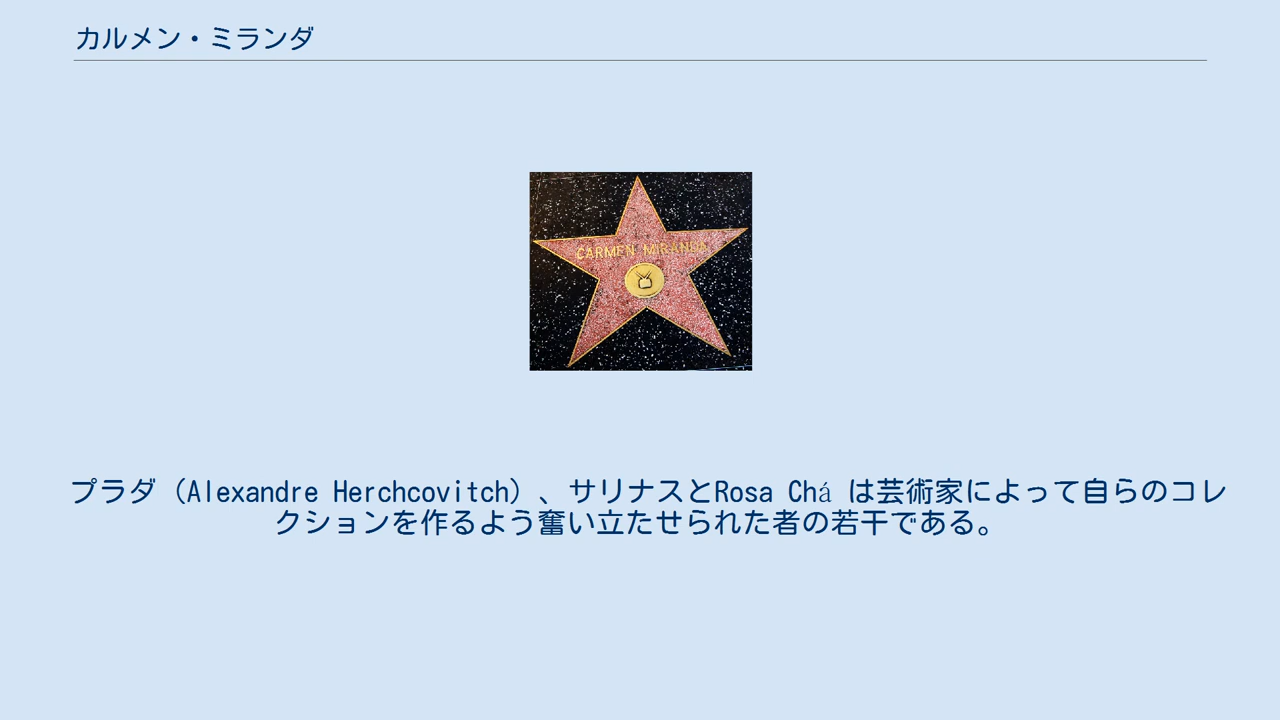 カルメン・ミランダ
CARMEN MIRANDA
プラダ（Alexandre Herchcovitch）、サリナスとRosa Chá は芸術家によって自らのコレ
クションを作るよう奮い立たせられた者の若干である。